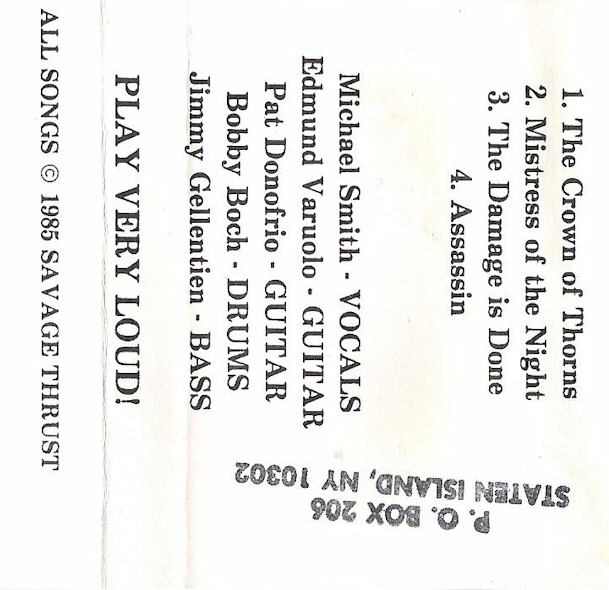 1. The Crown of Thorns
2. Mistress of the Night
3. The Damage is Done
4. Assassin
Michael Smith - VOCALS
Edmund Varuolo - GUITAR
Pat Donofrio - GUITAR
Bobby Boch - DRUMS
Jimmy Gellentien - BASS
PLAY VERY LOUD!
ALL SONGS © 1985 SAVAGE THRUST
P. O. BOX 206
STATEN ISLAND, NY 10302